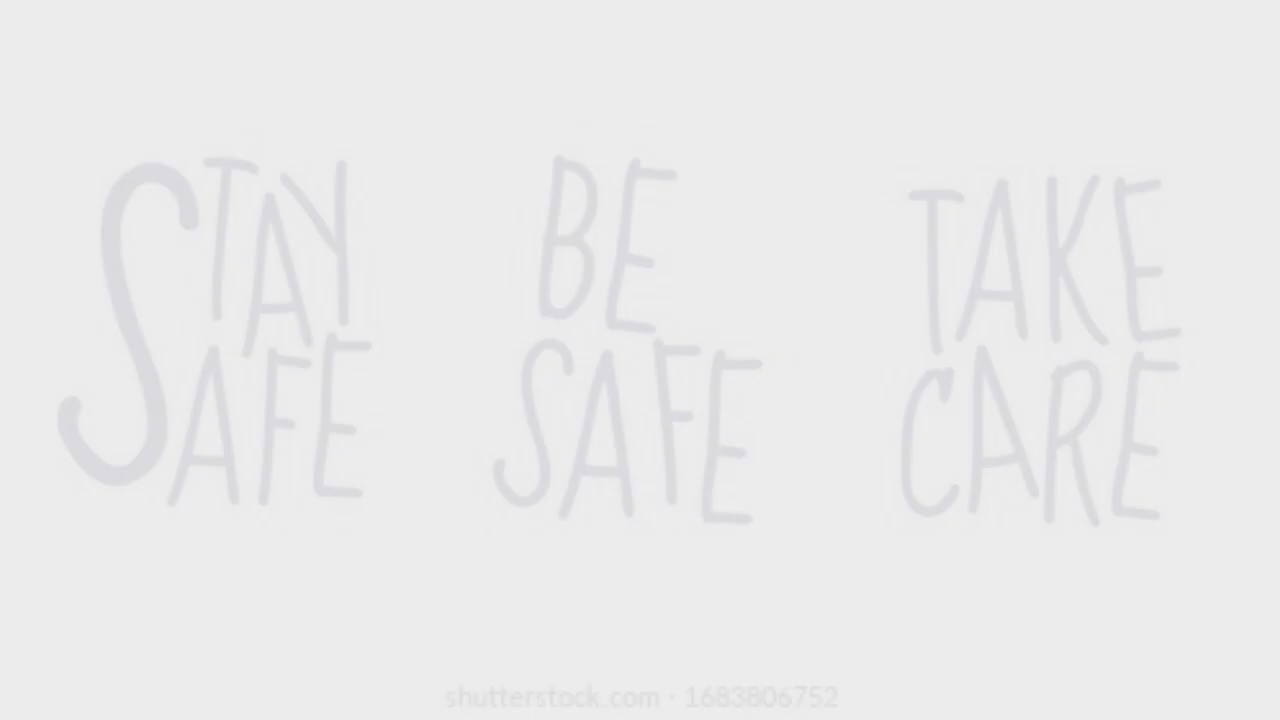 STAY
SAFE
BE
SAFE
TAKE
CARE
shutterstock.com · 1683806752